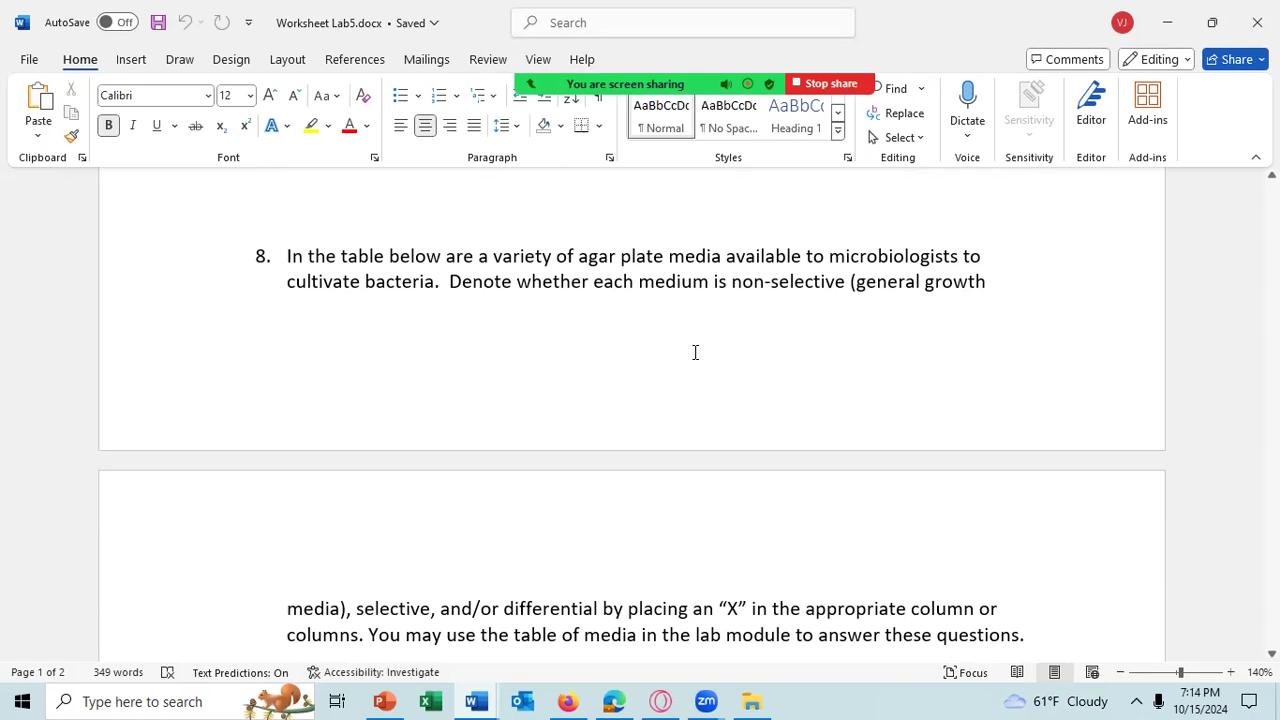 AutoSave Off Worksheet Lab5.docx • Saved Search VJ
File Home Insert Draw Design Layout References Mailings Review View Help Comments Editing Share
You are screen sharing Stop share
Paste
Clipboard
Calibri 12 Aa
B I U ab x₂ x² A A
Font
Paragraph
AaBbCcDc AaBbCcDc AaBbCc
¶ Normal ¶ No Spac... Heading 1
Styles
Find
Replace
Select
Editing
Dictate
Voice
Sensitivity
Sensitivity
Editor
Editor
Add-ins
Add-ins
8. In the table below are a variety of agar plate media available to microbiologists to
cultivate bacteria. Denote whether each medium is non-selective (general growth
media), selective, and/or differential by placing an “X” in the appropriate column or
columns. You may use the table of media in the lab module to answer these questions.
Page 1 of 2 349 words Text Predictions: On Accessibility: Investigate Focus 140%
Type here to search 61°F Cloudy 7:14 PM
10/15/2024